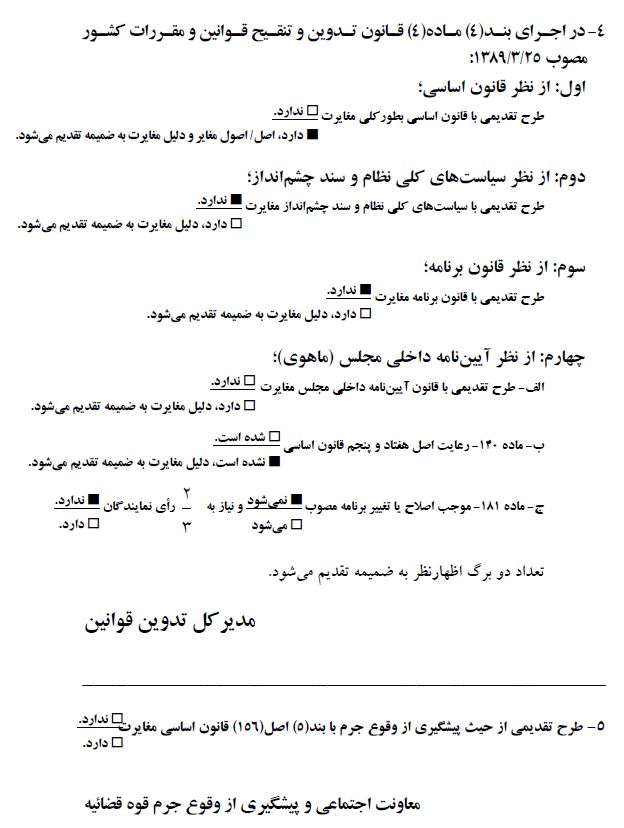 ۴- در اجرای بند(۴) ماده(۴) قانون تدوین و تنقیح قوانین و مقررات کشور
مصوب ۱۳۸۹/۳/۲۵:
اول: از نظر قانون اساسی؛
طرح تقدیمی با قانون اساسی بطورکلی مغایرت □ ندارد.
■ دارد، اصل/ اصول مغایر و دلیل مغایرت به ضمیمه تقدیم می‌شود.
دوم: از نظر سیاست‌های کلی نظام و سند چشم‌انداز؛
طرح تقدیمی با سیاست‌های کلی نظام و سند چشم‌انداز مغایرت ■ ندارد.
□ دارد، دلیل مغایرت به ضمیمه تقدیم می‌شود.
سوم: از نظر قانون برنامه؛
طرح تقدیمی با قانون برنامه مغایرت ■ ندارد.
□ دارد، دلیل مغایرت به ضمیمه تقدیم می‌شود.
چهارم: از نظر آیین‌نامه داخلی مجلس (ماهوی)؛
الف- طرح تقدیمی با قانون آیین‌نامه داخلی مجلس مغایرت □ ندارد.
□ دارد، دلیل مغایرت به ضمیمه تقدیم می‌شود.
ب- ماده ۱۴۰- رعایت اصل هفتاد و پنجم قانون اساسی □ شده است.
■ نشده است، دلیل مغایرت به ضمیمه تقدیم می‌شود.
ج- ماده ۱۸۱- موجب اصلاح یا تغییر برنامه مصوب ■ نمی‌شود و نیاز به ۲/۳ رأی نمایندگان ■ ندارد.
□ می‌شود □ دارد.
تعداد دو برگ اظهارنظر به ضمیمه تقدیم می‌شود.
مدیرکل تدوین قوانین
۵- طرح تقدیمی از حیث پیشگیری از وقوع جرم با بند(۵) اصل(۱۵۶) قانون اساسی مغایرت □ ندارد.
□ دارد.
معاونت اجتماعی و پیشگیری از وقوع جرم قوه قضائیه